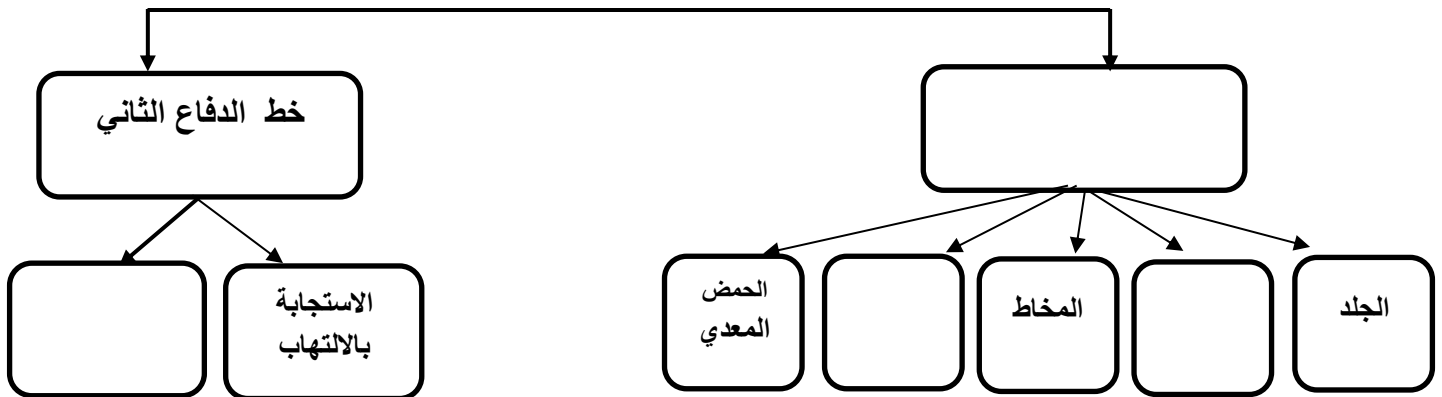 خط الدفاع الثاني
الجلد
المخاط
الحمض
المعدي
الاستجابة
بالالتهاب